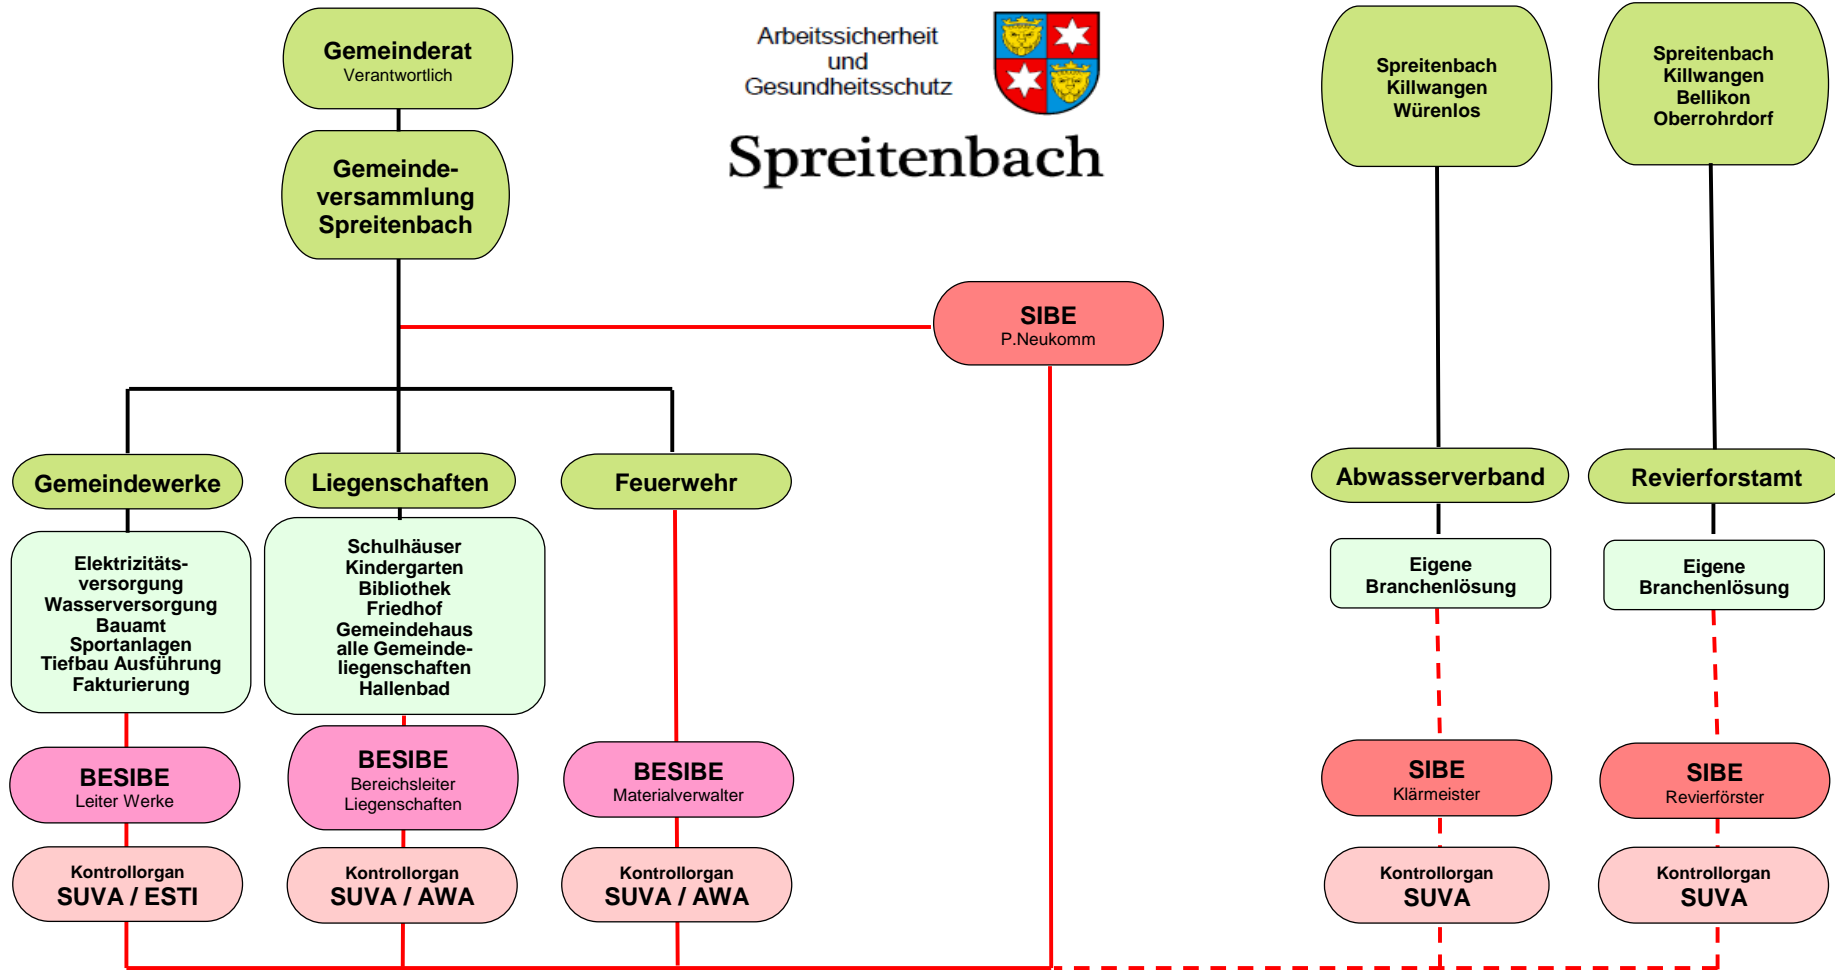 Gemeinderat
Verantwortlich
Gemeinde-
versammlung
Spreitenbach
Arbeitssicherheit
und
Gesundheitsschutz
Spreitenbach
Spreitenbach
Killwangen
Würenlos
Spreitenbach
Killwangen
Bellikon
Oberrohrdorf
SIBE
P.Neukomm
Gemeindewerke
Liegenschaften
Feuerwehr
Abwasserverband
Revierforstamt
Elektrizitäts-
versorgung
Wasserversorgung
Bauamt
Sportanlagen
Tiefbau Ausführung
Fakturierung
Schulhäuser
Kindergarten
Bibliothek
Friedhof
Gemeindehaus
alle Gemeinde-
liegenschaften
Hallenbad
Eigene
Branchenlösung
Eigene
Branchenlösung
BESIBE
Leiter Werke
BESIBE
Bereichsleiter
Liegenschaften
BESIBE
Materialverwalter
SIBE
Klärmeister
SIBE
Revierförster
Kontrollorgan
SUVA / ESTI
Kontrollorgan
SUVA / AWA
Kontrollorgan
SUVA / AWA
Kontrollorgan
SUVA
Kontrollorgan
SUVA